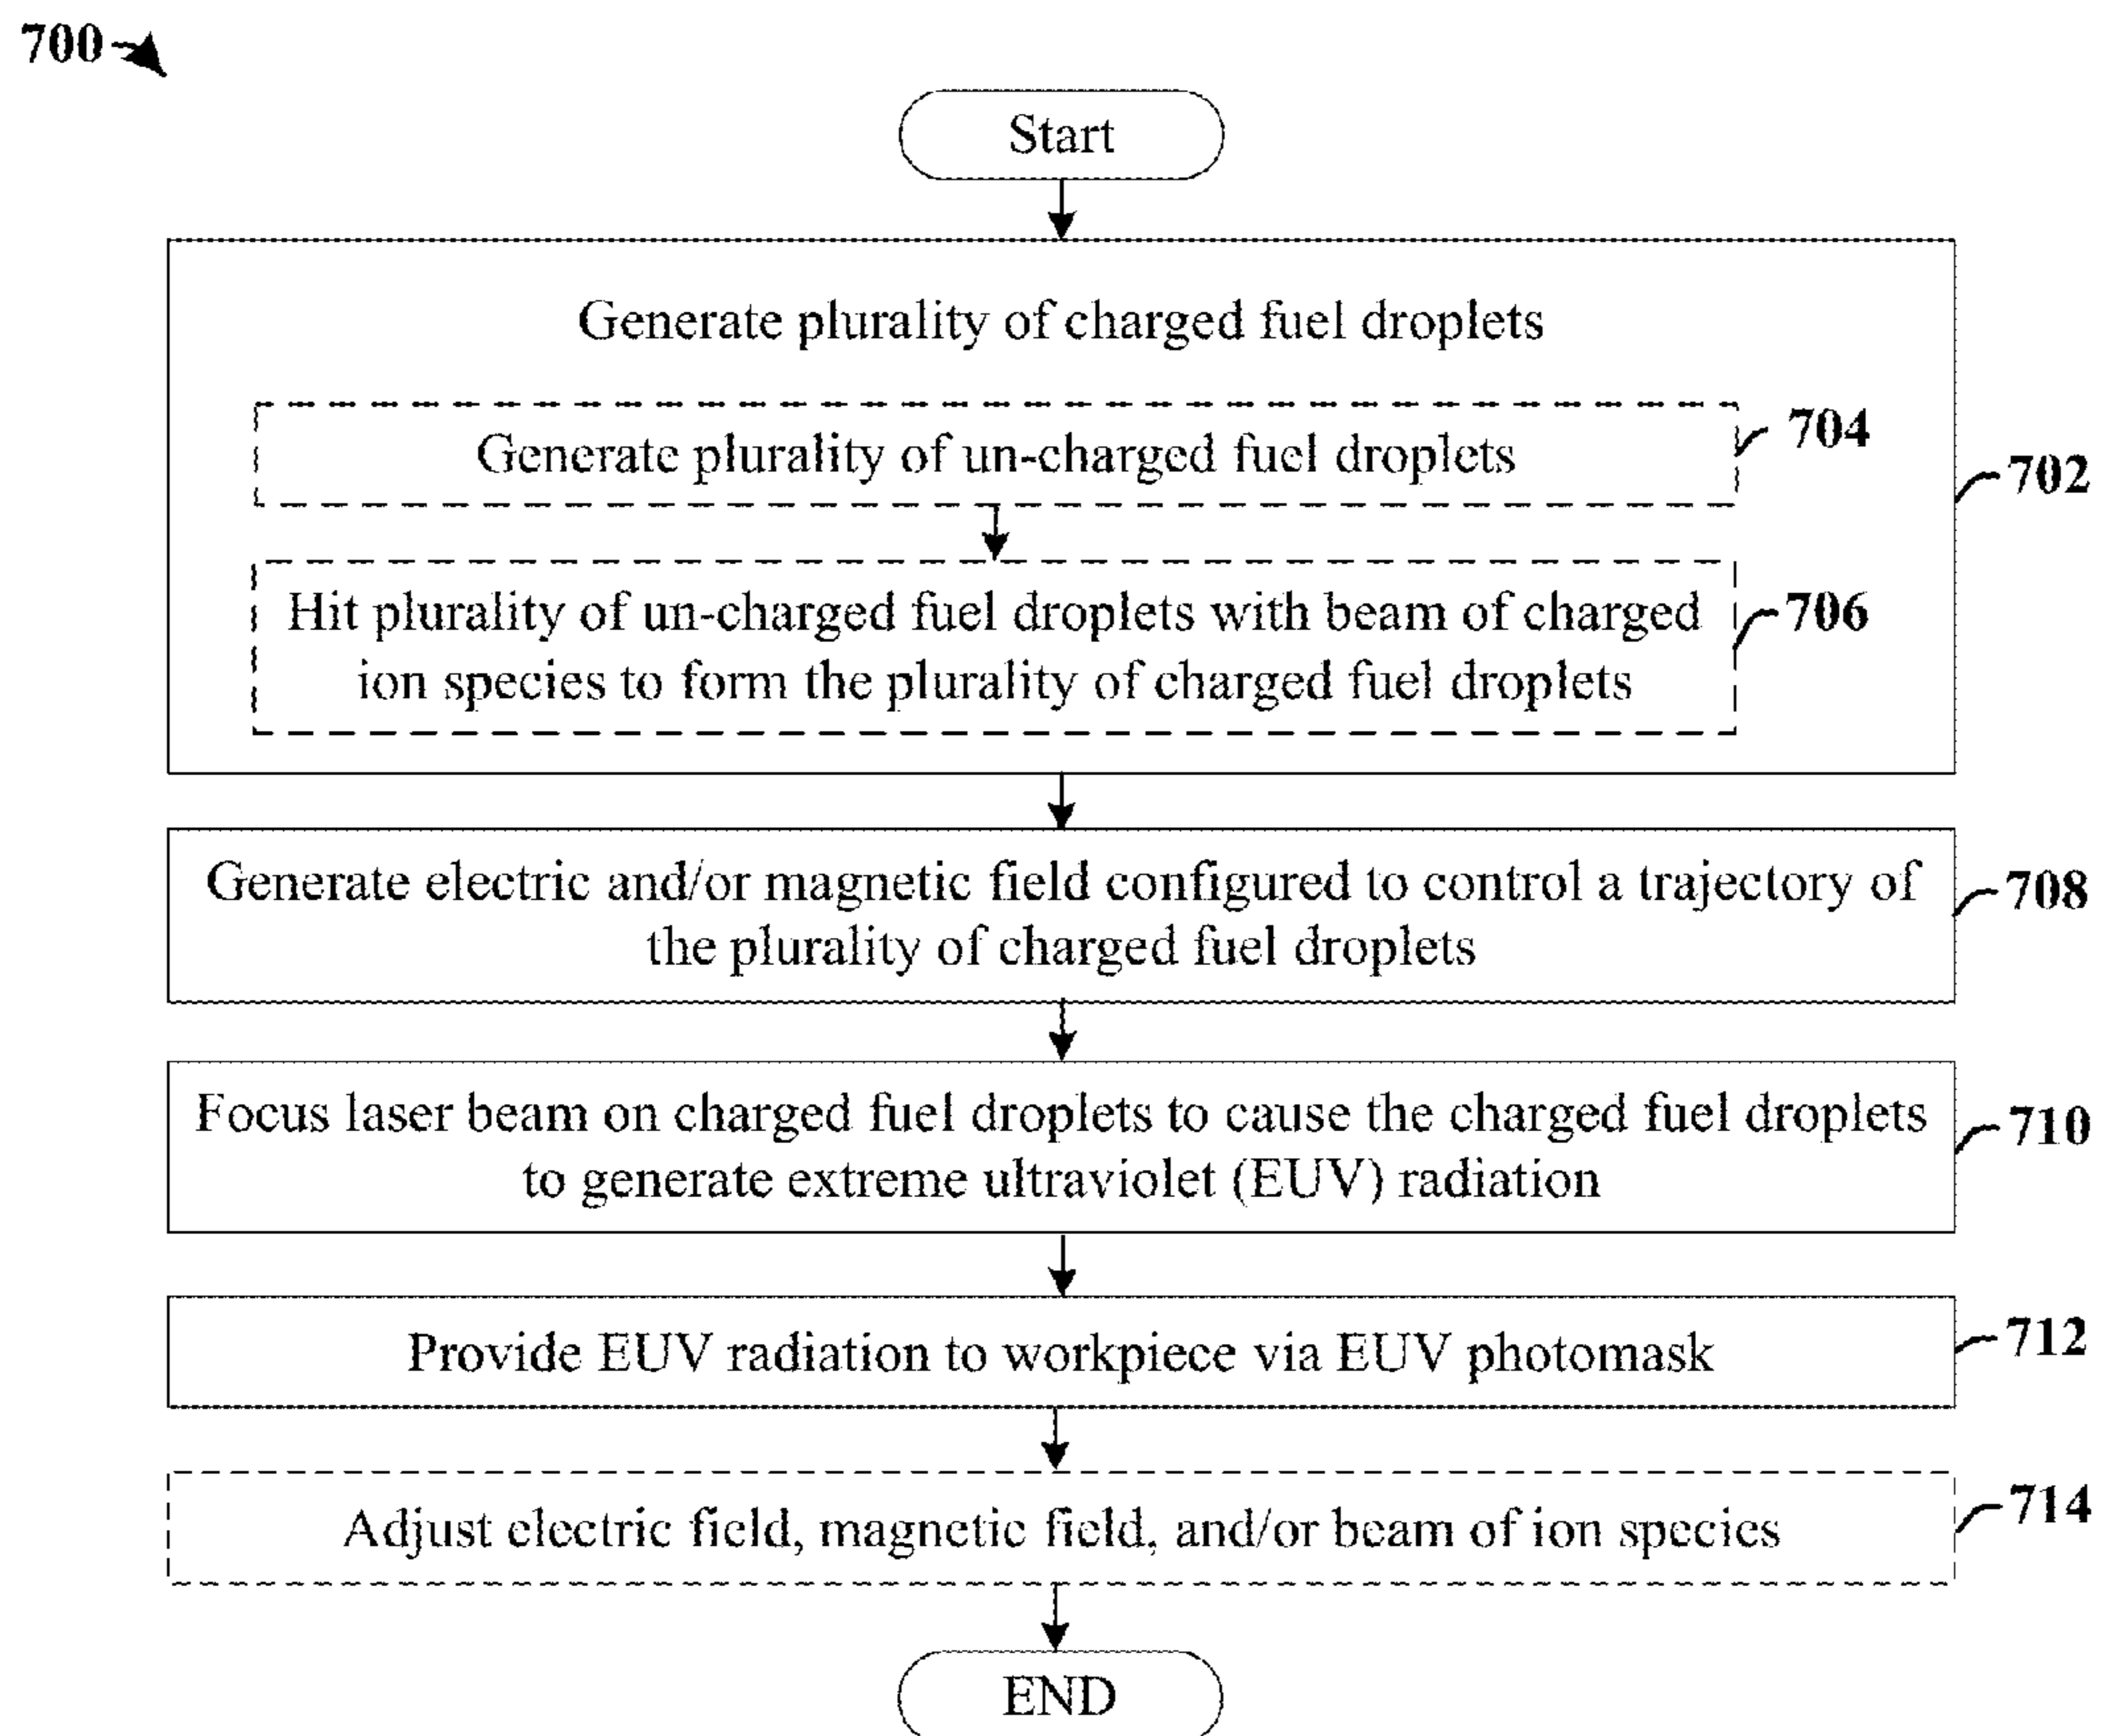 700
Start
Generate plurality of charged fuel droplets
Generate plurality of un-charged fuel droplets
704
702
Hit plurality of un-charged fuel droplets with beam of charged
ion species to form the plurality of charged fuel droplets
706
Generate electric and/or magnetic field configured to control a trajectory of
the plurality of charged fuel droplets
708
Focus laser beam on charged fuel droplets to cause the charged fuel droplets
to generate extreme ultraviolet (EUV) radiation
710
Provide EUV radiation to workpiece via EUV photomask
712
Adjust electric field, magnetic field, and/or beam of ion species
714
END